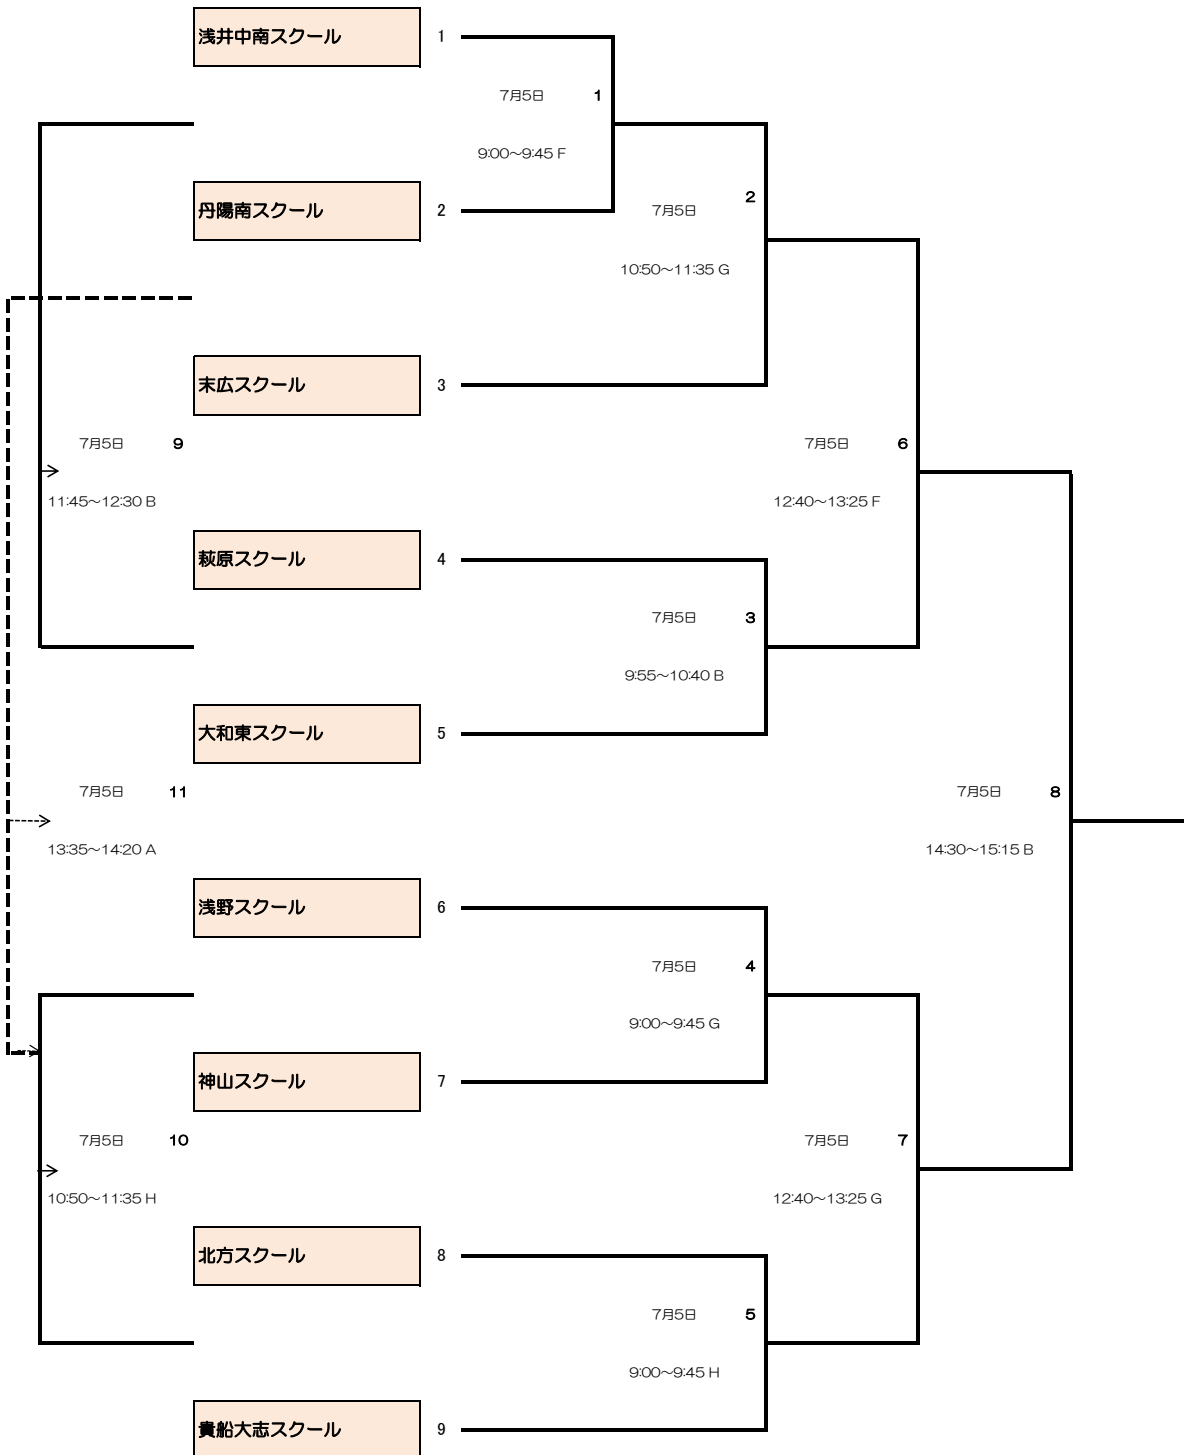 浅井中南スクール 1
7月5日 1
9:00～9:45 F
丹陽南スクール 2
7月5日 2
10:50～11:35 G
末広スクール 3
7月5日 9
7月5日 6
11:45～12:30 B
12:40～13:25 F
萩原スクール 4
7月5日 3
9:55～10:40 B
大和東スクール 5
7月5日 11
7月5日 8
13:35～14:20 A
14:30～15:15 B
浅野スクール 6
7月5日 4
9:00～9:45 G
神山スクール 7
7月5日 10
7月5日 7
10:50～11:35 H
12:40～13:25 G
北方スクール 8
7月5日 5
9:00～9:45 H
貴船大志スクール 9